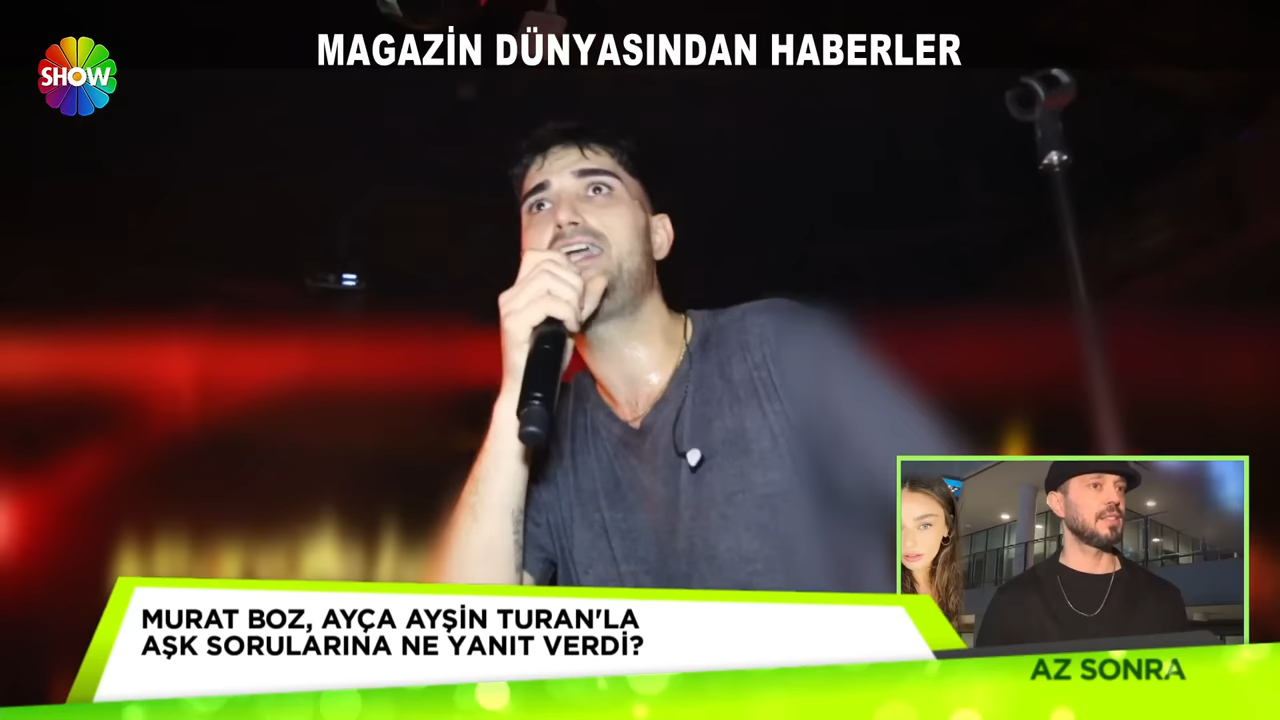 MAGAZİN DÜNYASINDAN HABERLER
SHOW
MURAT BOZ, AYÇA AYŞİN TURAN'LA
AŞK SORULARINA NE YANIT VERDİ?
AZ SONRA